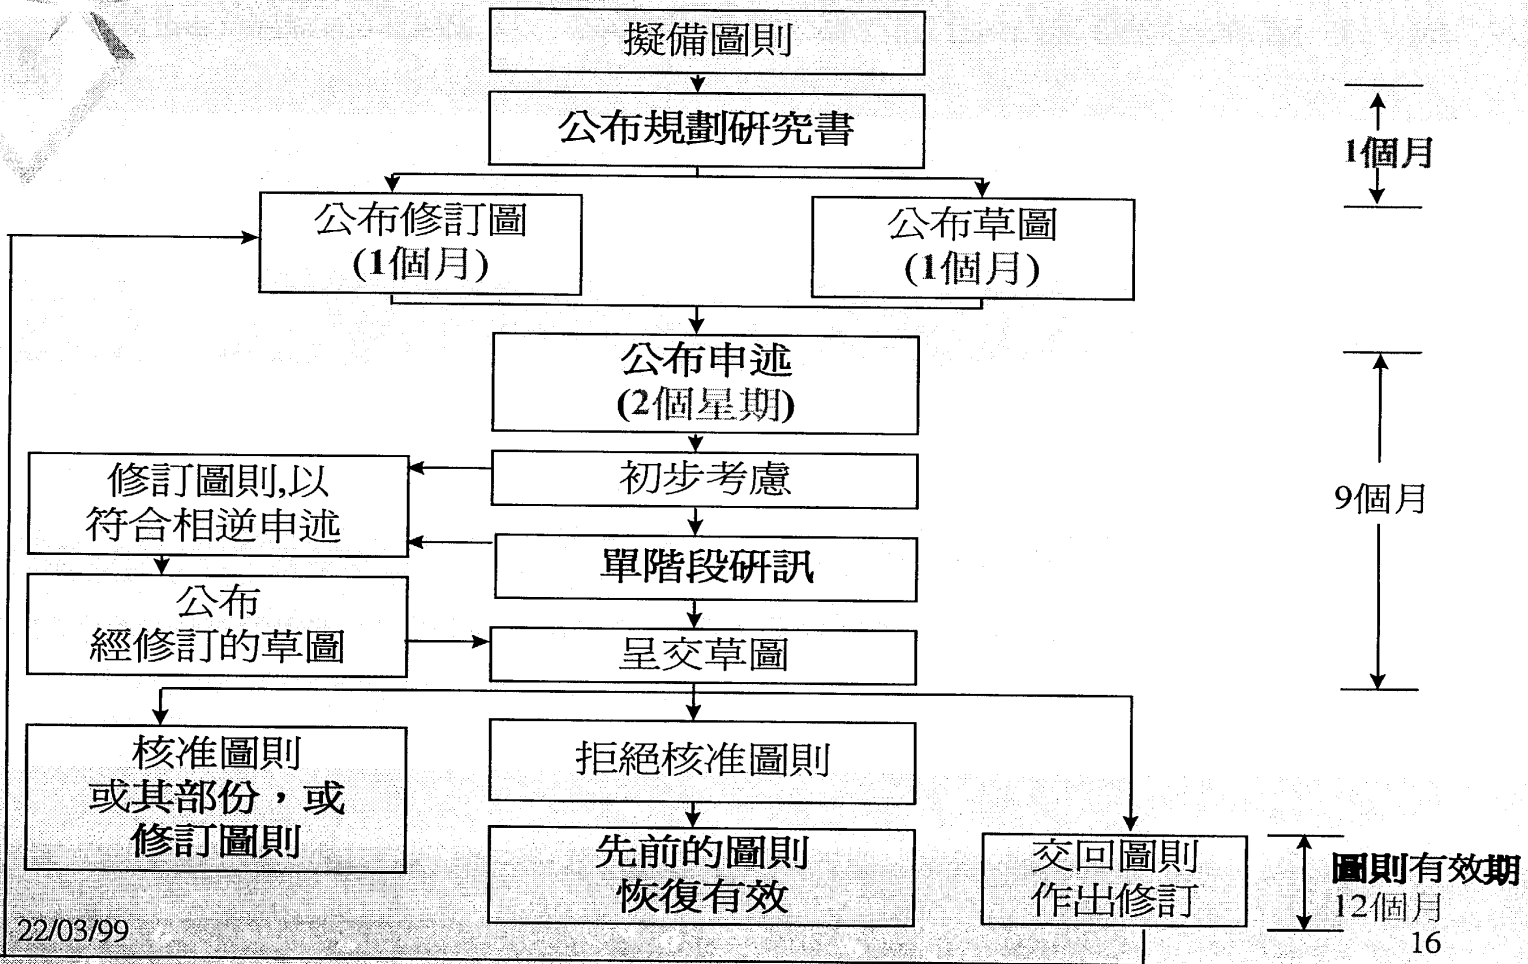 擬備圖則
公布規劃研究書
1個月
公布修訂圖
(1個月)
公布草圖
(1個月)
公布申述
(2個星期)
初步考慮
修訂圖則,以
符合相逆申述
9個月
單階段研訊
公布
經修訂的草圖
呈交草圖
核准圖則
或其部份，或
修訂圖則
拒絕核准圖則
先前的圖則
恢復有效
交回圖則
作出修訂
圖則有效期
12個月
22/03/99
16